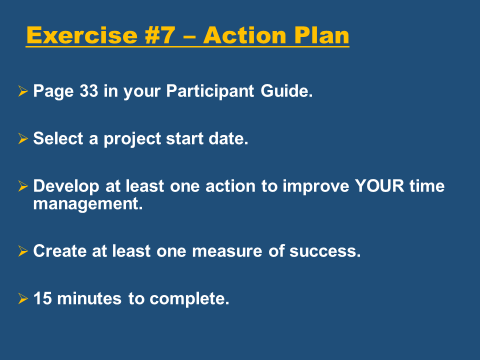 Exercise #7 – Action Plan
Page 33 in your Participant Guide.
Select a project start date.
Develop at least one action to improve YOUR time
management.
Create at least one measure of success.
15 minutes to complete.